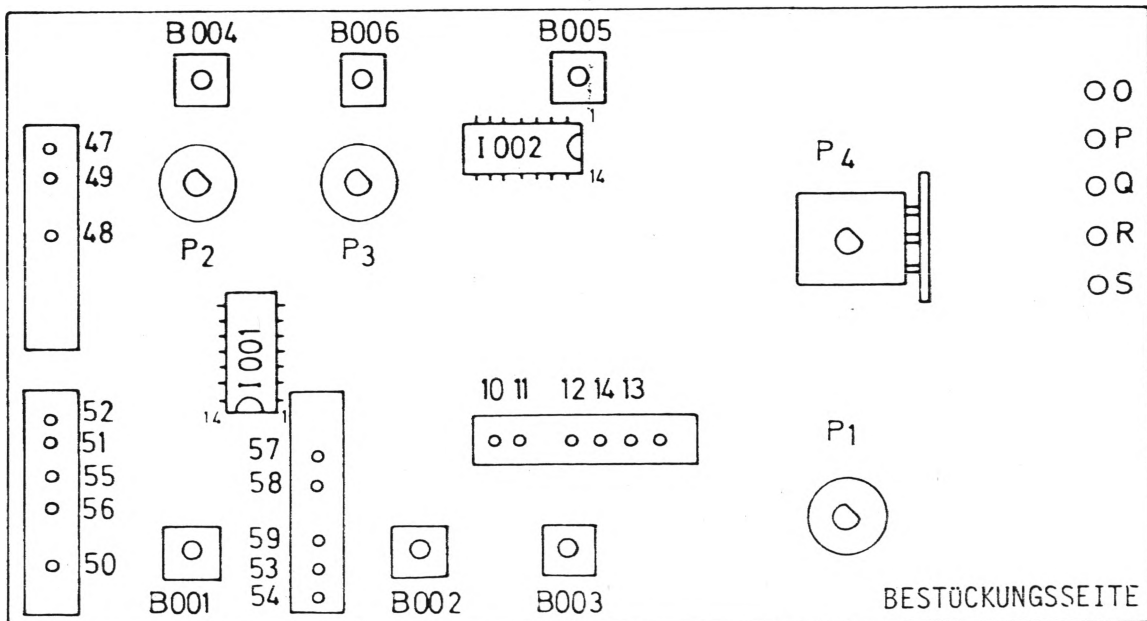 B004 B006 B005
O
47
1
P
I002
P4
49
14
Q
48
P2 P3
R
S
I001
10 11 12 14 13
52
14 1
51
P1
57
55
58
56
59
50
53
54
B001 B002 B003
BESTÜCKUNGSSEITE